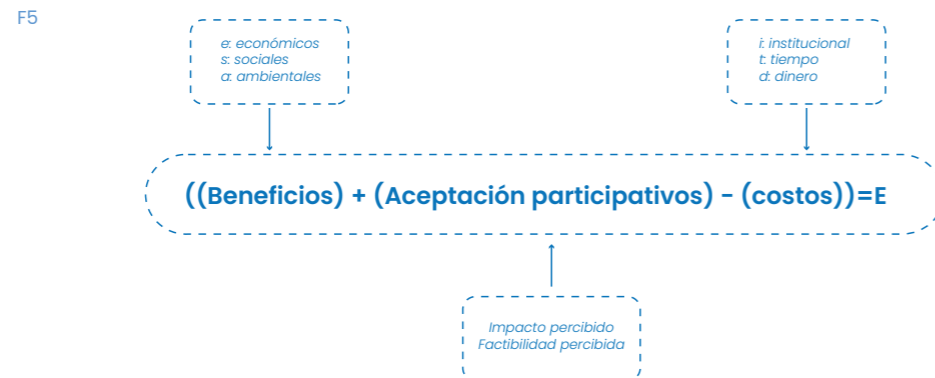 F5
e: económicos
s: sociales
a: ambientales
i: institucional
t: tiempo
d: dinero
((Beneficios) + (Aceptación participativos) - (costos))=E
Impacto percibido
Factibilidad percibida